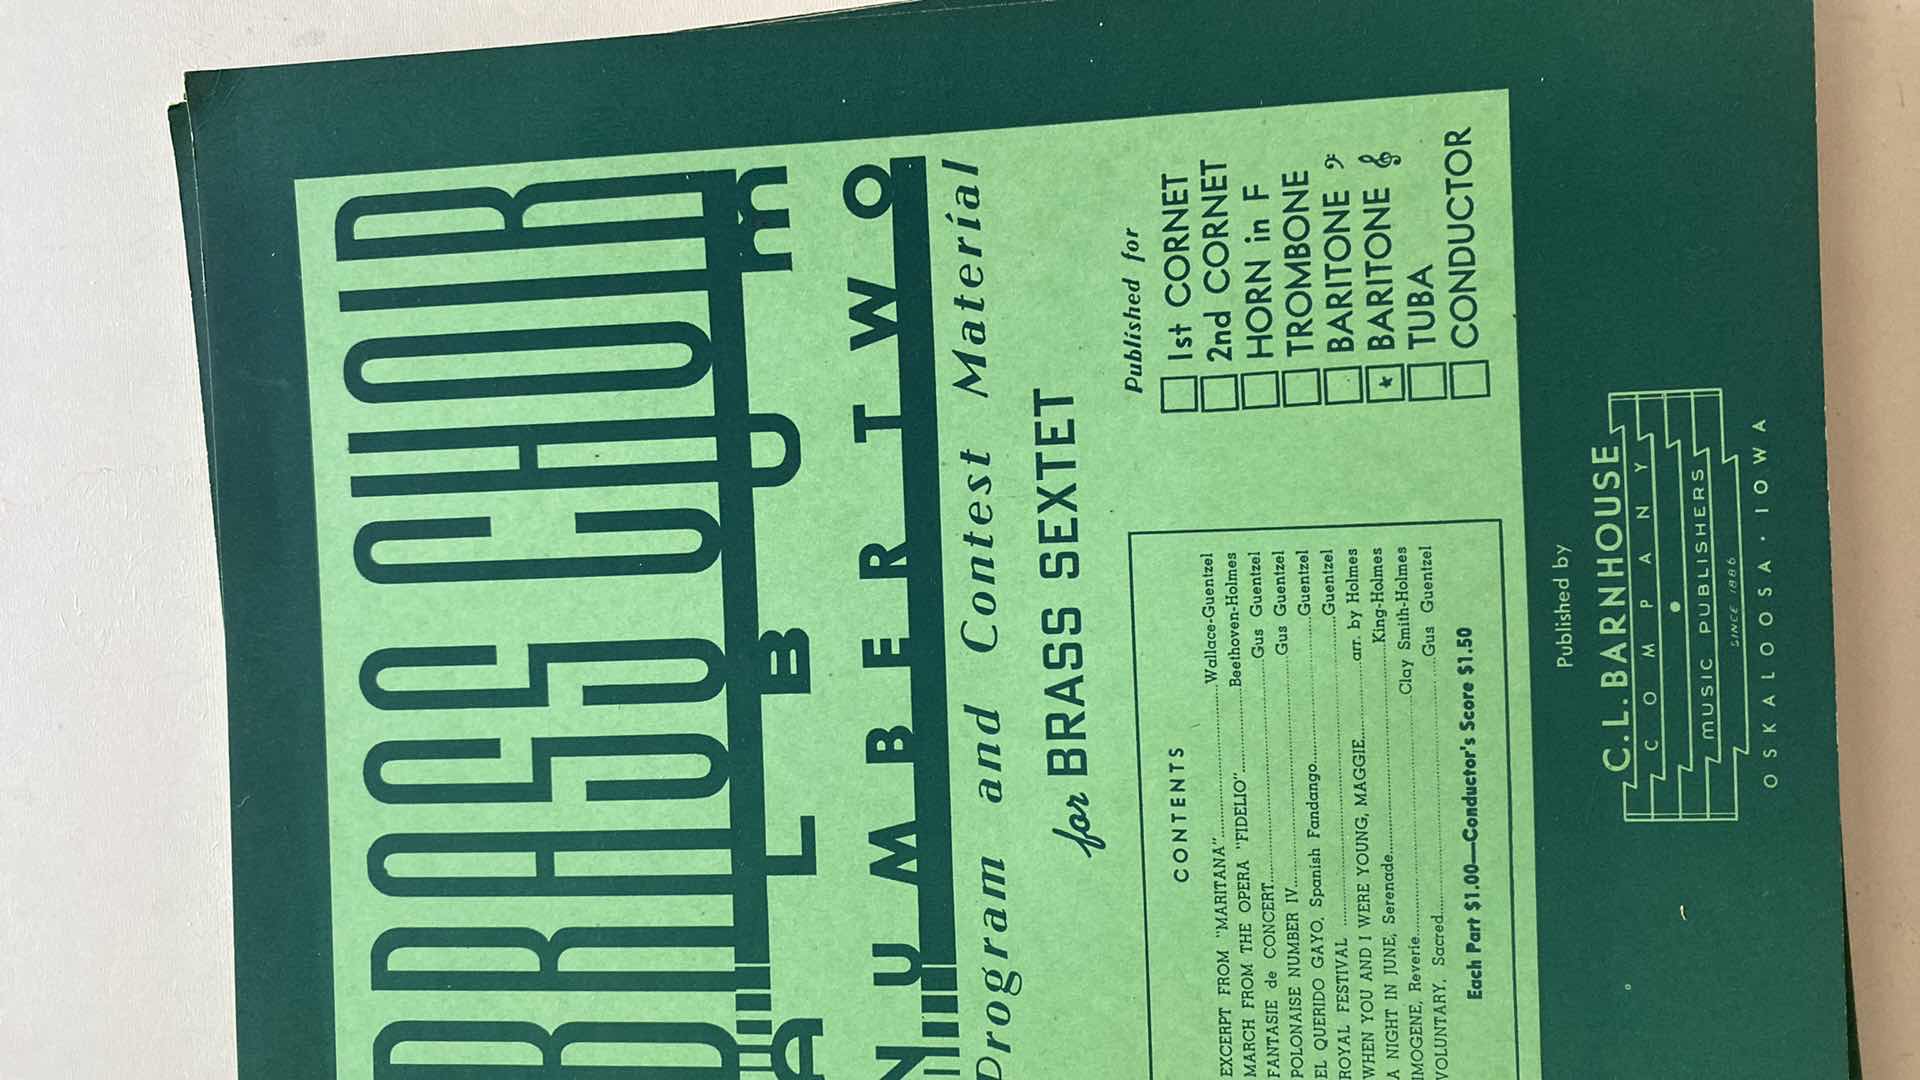 BRASS CHOIR
ALBUM
NUMBER TWO
Program and Contest Material
for BRASS SEXTET
Published for
1st CORNET
2nd CORNET
HORN in F
TROMBONE
BARITONE 𝄢
★ BARITONE 𝄞
TUBA
CONDUCTOR
CONTENTS
EXCERPT FROM "MARITANA" Wallace-Guentzel
MARCH FROM THE OPERA "FIDELIO" Beethoven-Holmes
FANTASIE de CONCERT Gus Guentzel
POLONAISE NUMBER IV Gus Guentzel
EL QUERIDO GAYO, Spanish Fandango Guentzel
ROYAL FESTIVAL Guentzel
WHEN YOU AND I WERE YOUNG, MAGGIE arr. by Holmes
A NIGHT IN JUNE, Serenade King-Holmes
IMOGENE, Reverie Clay Smith-Holmes
VOLUNTARY, Sacred Gus Guentzel
Each Part $1.00—Conductor's Score $1.50
Published by
C. L. BARNHOUSE
COMPANY
MUSIC PUBLISHERS
SINCE 1886
OSKALOOSA · IOWA